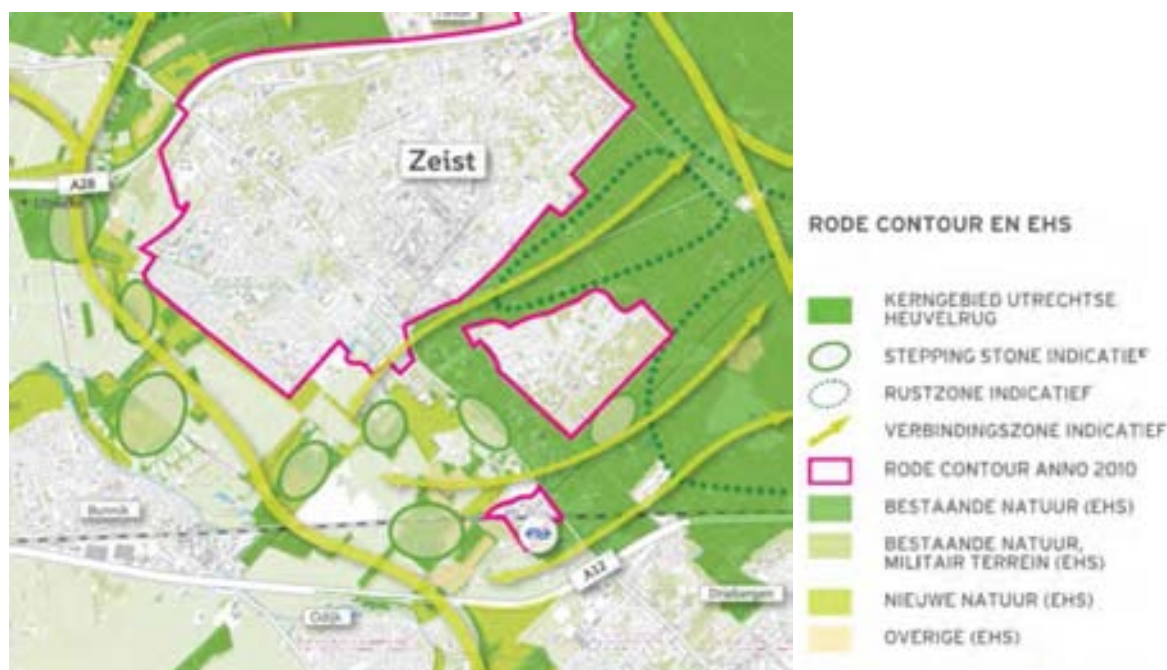 Zeist
A28
Bunnik
Odijk
A12
Driebergen
RODE CONTOUR EN EHS
KERNGEBIED UTRECHTSE
HEUVELRUG
STEPPING STONE INDICATIEF
RUSTZONE INDICATIEF
VERBINDINGSZONE INDICATIEF
RODE CONTOUR ANNO 2010
BESTAANDE NATUUR (EHS)
BESTAANDE NATUUR,
MILITAIR TERREIN (EHS)
NIEUWE NATUUR (EHS)
OVERIGE (EHS)